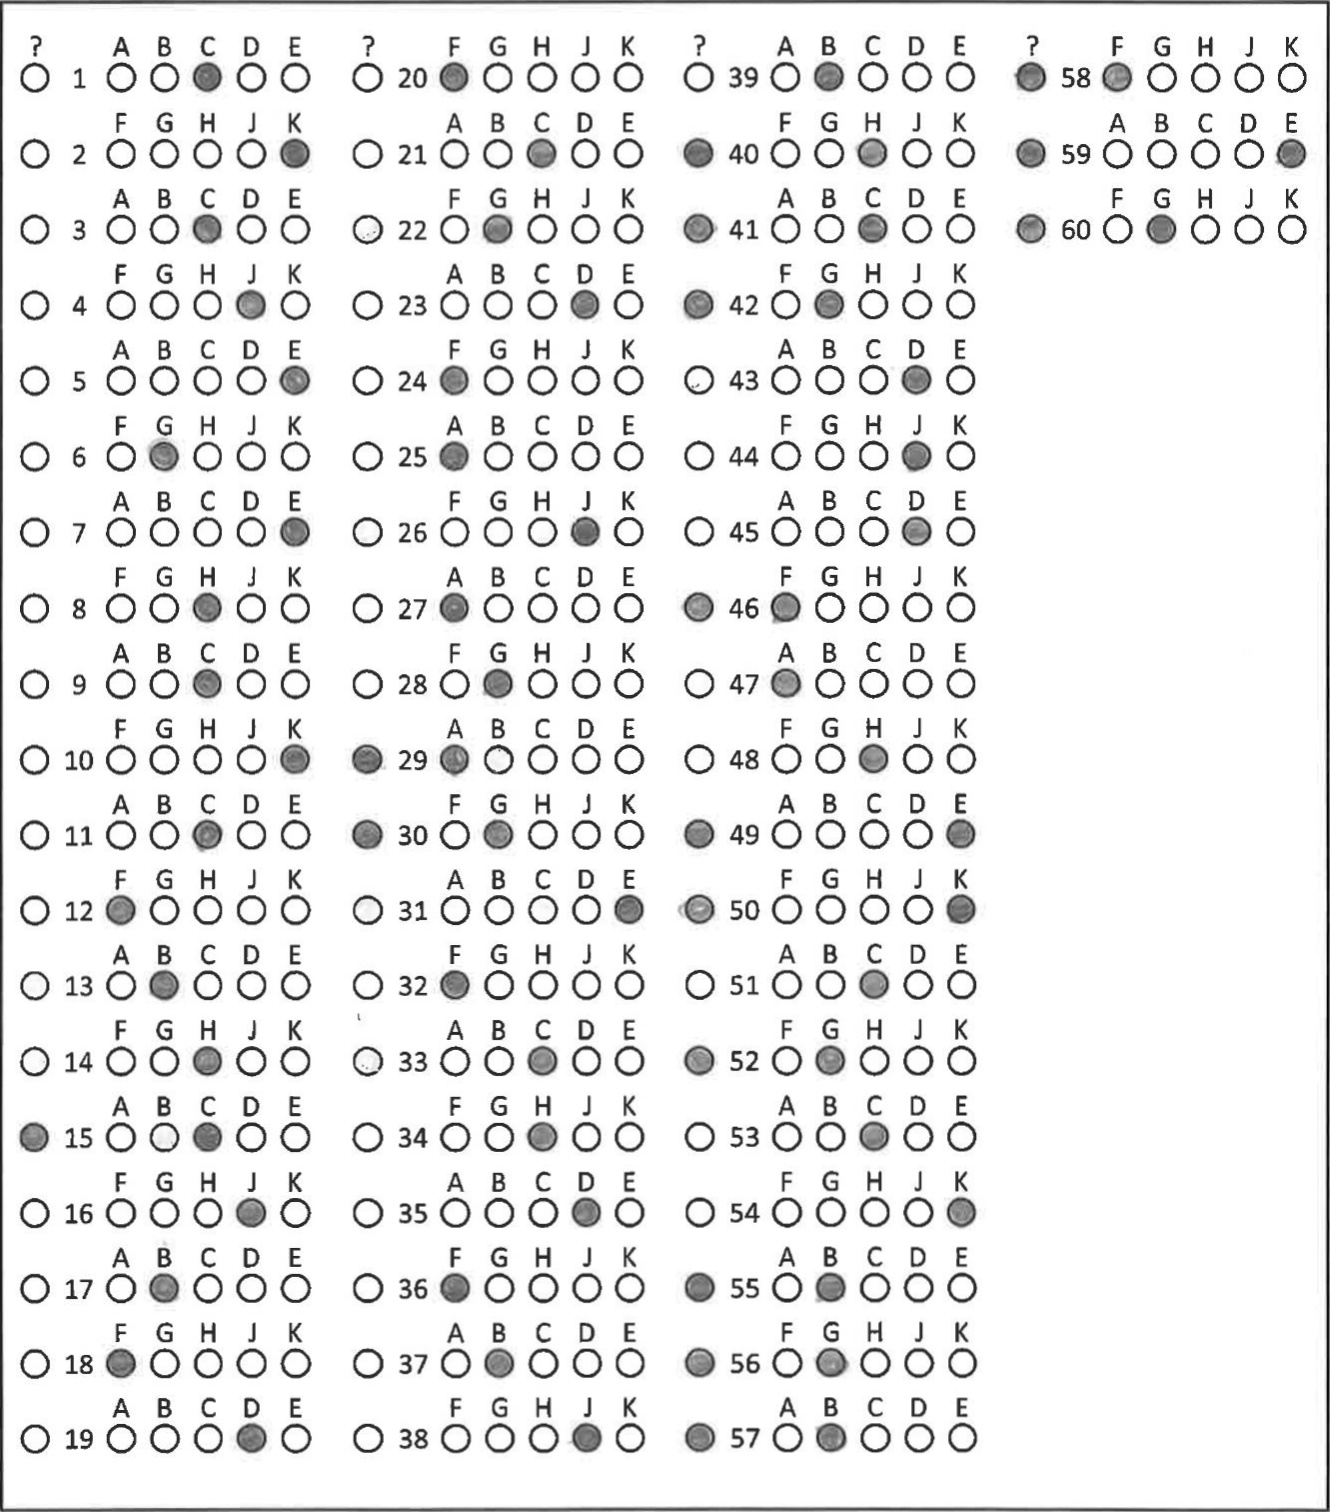 ? A B C D E ? F G H J K ? A B C D E ? F G H J K
1 20 39 58
F G H J K A B C D E F G H J K A B C D E
2 21 40 59
A B C D E F G H J K A B C D E F G H J K
3 22 41 60
F G H J K A B C D E F G H J K
4 23 42
A B C D E F G H J K A B C D E
5 24 43
F G H J K A B C D E F G H J K
6 25 44
A B C D E F G H J K A B C D E
7 26 45
F G H J K A B C D E F G H J K
8 27 46
A B C D E F G H J K A B C D E
9 28 47
F G H J K A B C D E F G H J K
10 29 48
A B C D E F G H J K A B C D E
11 30 49
F G H J K A B C D E F G H J K
12 31 50
A B C D E F G H J K A B C D E
13 32 51
F G H J K A B C D E F G H J K
14 33 52
A B C D E F G H J K A B C D E
15 34 53
F G H J K A B C D E F G H J K
16 35 54
A B C D E F G H J K A B C D E
17 36 55
F G H J K A B C D E F G H J K
18 37 56
A B C D E F G H J K A B C D E
19 38 57